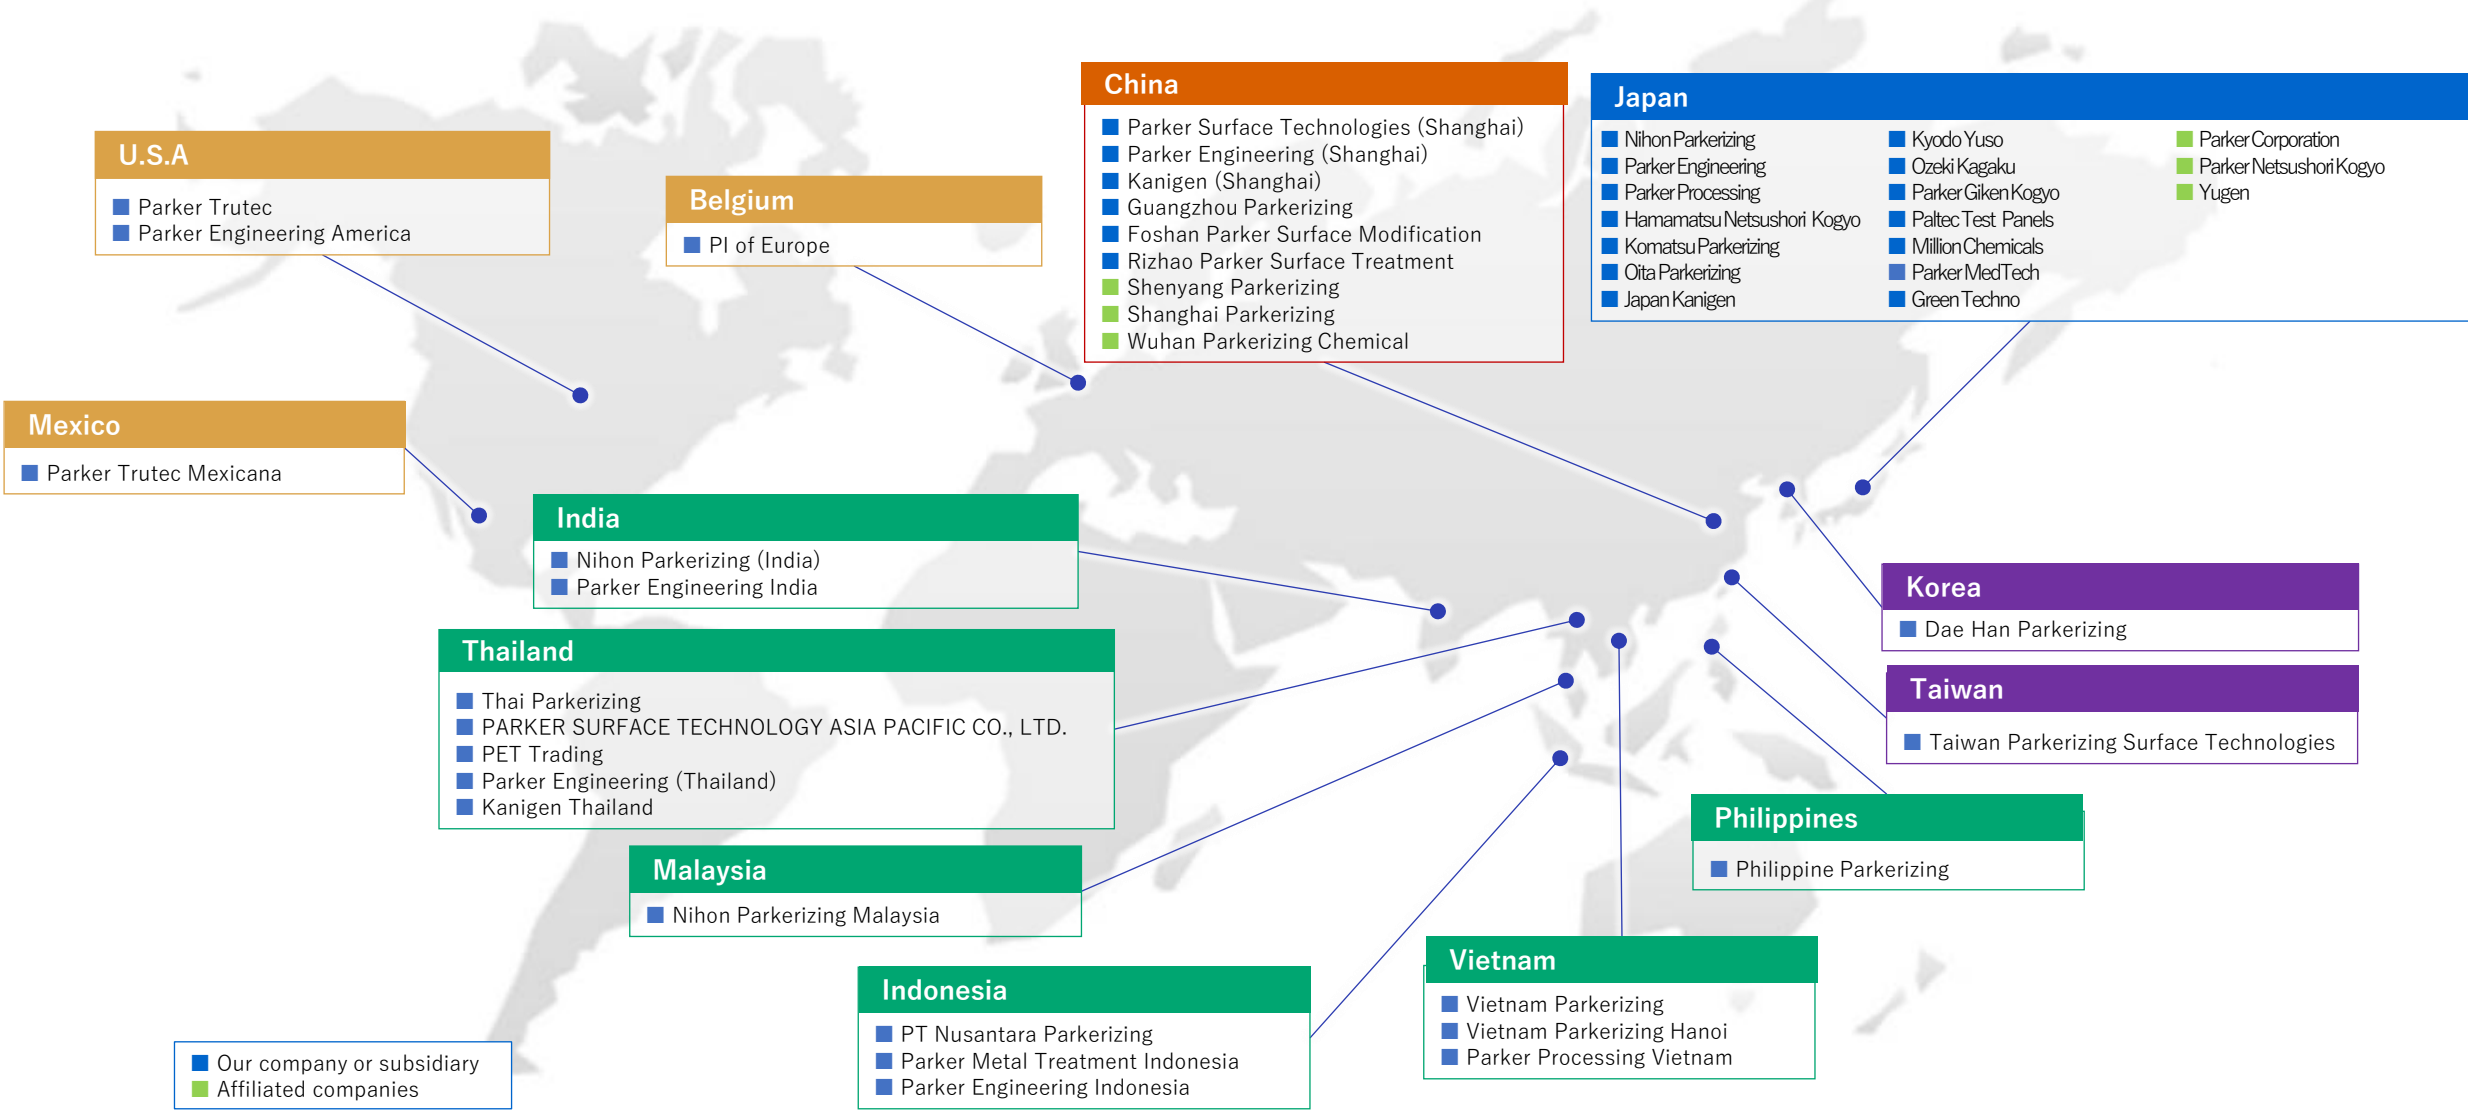 U.S.A
■ Parker Trutec
■ Parker Engineering America
Belgium
■ PI of Europe
China
■ Parker Surface Technologies (Shanghai)
■ Parker Engineering (Shanghai)
■ Kanigen (Shanghai)
■ Guangzhou Parkerizing
■ Foshan Parker Surface Modification
■ Rizhao Parker Surface Treatment
■ Shenyang Parkerizing
■ Shanghai Parkerizing
■ Wuhan Parkerizing Chemical
Japan
■ Nihon Parkerizing
■ Parker Engineering
■ Parker Processing
■ Hamamatsu Netsushori Kogyo
■ Komatsu Parkerizing
■ Oita Parkerizing
■ Japan Kanigen
■ Kyodo Yuso
■ Ozeki Kagaku
■ Parker Giken Kogyo
■ Paltec Test Panels
■ Million Chemicals
■ Parker MedTech
■ Green Techno
■ Parker Corporation
■ Parker Netsushori Kogyo
■ Yugen
Mexico
■ Parker Trutec Mexicana
India
■ Nihon Parkerizing (India)
■ Parker Engineering India
Thailand
■ Thai Parkerizing
■ PARKER SURFACE TECHNOLOGY ASIA PACIFIC CO., LTD.
■ PET Trading
■ Parker Engineering (Thailand)
■ Kanigen Thailand
Korea
■ Dae Han Parkerizing
Taiwan
■ Taiwan Parkerizing Surface Technologies
Philippines
■ Philippine Parkerizing
Malaysia
■ Nihon Parkerizing Malaysia
Indonesia
■ PT Nusantara Parkerizing
■ Parker Metal Treatment Indonesia
■ Parker Engineering Indonesia
Vietnam
■ Vietnam Parkerizing
■ Vietnam Parkerizing Hanoi
■ Parker Processing Vietnam
■ Our company or subsidiary
■ Affiliated companies